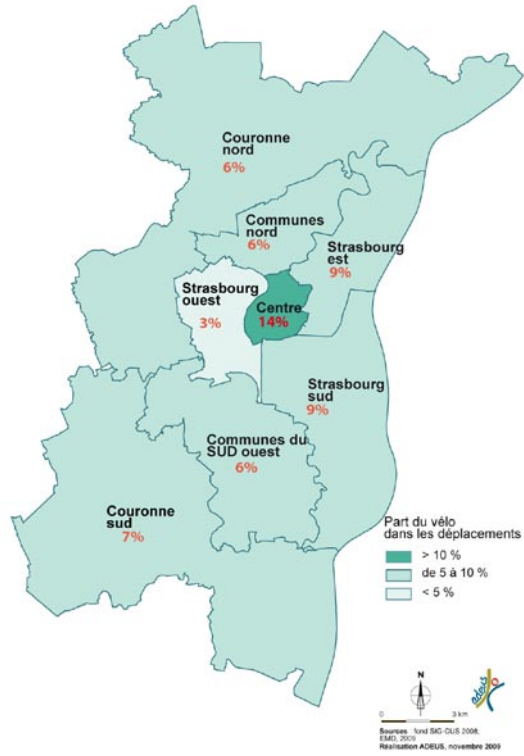 Couronne
nord
6%
Communes
nord
6%
Strasbourg
est
9%
Strasbourg
ouest
3%
Centre
14%
Strasbourg
sud
9%
Communes du
SUD ouest
6%
Couronne
sud
7%
Part du vélo
dans les déplacements
> 10 %
de 5 à 10 %
< 5 %
N
0 3 km
adeus
Sources fond SIG-CUS 2008,
EMD, 2009
Réalisation ADEUS, novembre 2009